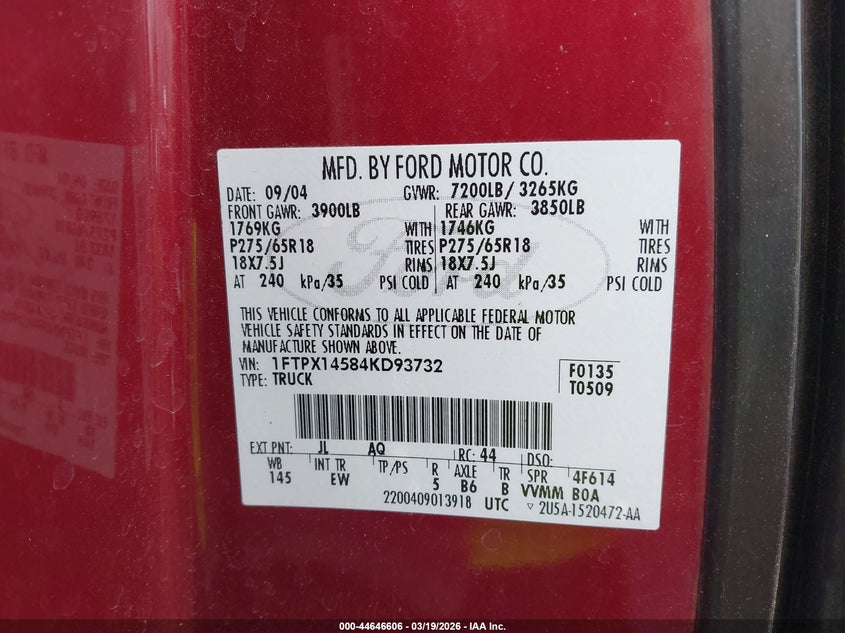 MFD. BY FORD MOTOR CO.
DATE: 09/04 GVWR: 7200LB/ 3265KG
FRONT GAWR: 3900LB REAR GAWR: 3850LB
1769KG WITH 1746KG WITH
P275/65R18 TIRES P275/65R18 TIRES
18X7.5J RIMS 18X7.5J RIMS
AT 240 kPa/35 PSI COLD AT 240 kPa/35 PSI COLD
Ford
THIS VEHICLE CONFORMS TO ALL APPLICABLE FEDERAL MOTOR
VEHICLE SAFETY STANDARDS IN EFFECT ON THE DATE OF
MANUFACTURE SHOWN ABOVE.
VIN: 1FTPX14584KD93732
TYPE: TRUCK
F0135
T0509
EXT PNT: JL AQ RC: 44 DSO:
WB INT TR TP/PS R AXLE TR SPR 4F614
145 EW 5 B6 B VVMM BOA
2200409013918 UTC ▽ 2U5A-1520472-AA
000-44646606 - 03/19/2026 - IAA Inc.